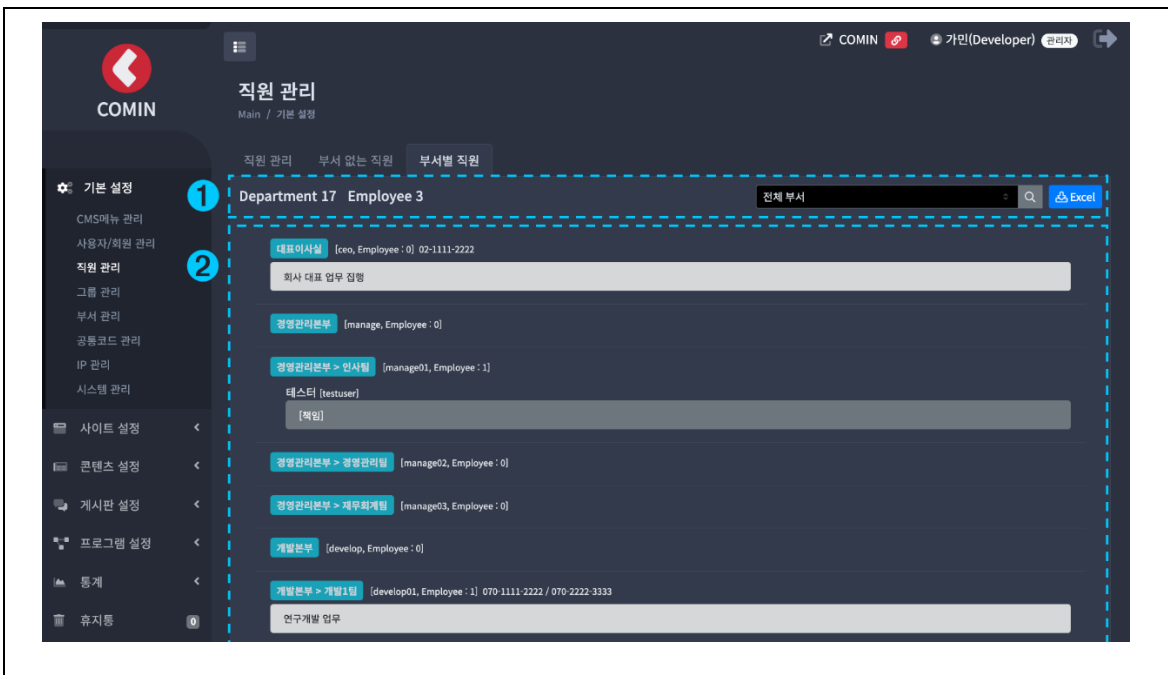 COMIN
가민(Developer) 관리자
COMIN
직원 관리
Main / 기본 설정
직원 관리 부서 없는 직원 부서별 직원
기본 설정
CMS메뉴 관리
사용자/회원 관리
직원 관리
그룹 관리
부서 관리
공통코드 관리
IP 관리
시스템 관리
사이트 설정
콘텐츠 설정
게시판 설정
프로그램 설정
통계
휴지통 0
1
Department 17 Employee 3
전체 부서
Excel
2
대표이사실 [ceo, Employee : 0] 02-1111-2222
회사 대표 업무 집행
경영관리본부 [manage, Employee : 0]
경영관리본부 > 인사팀 [manage01, Employee : 1]
테스터 [testuser]
[책임]
경영관리본부 > 경영관리팀 [manage02, Employee : 0]
경영관리본부 > 재무회계팀 [manage03, Employee : 0]
개발본부 [develop, Employee : 0]
개발본부 > 개발1팀 [develop01, Employee : 1] 070-1111-2222 / 070-2222-3333
연구개발 업무